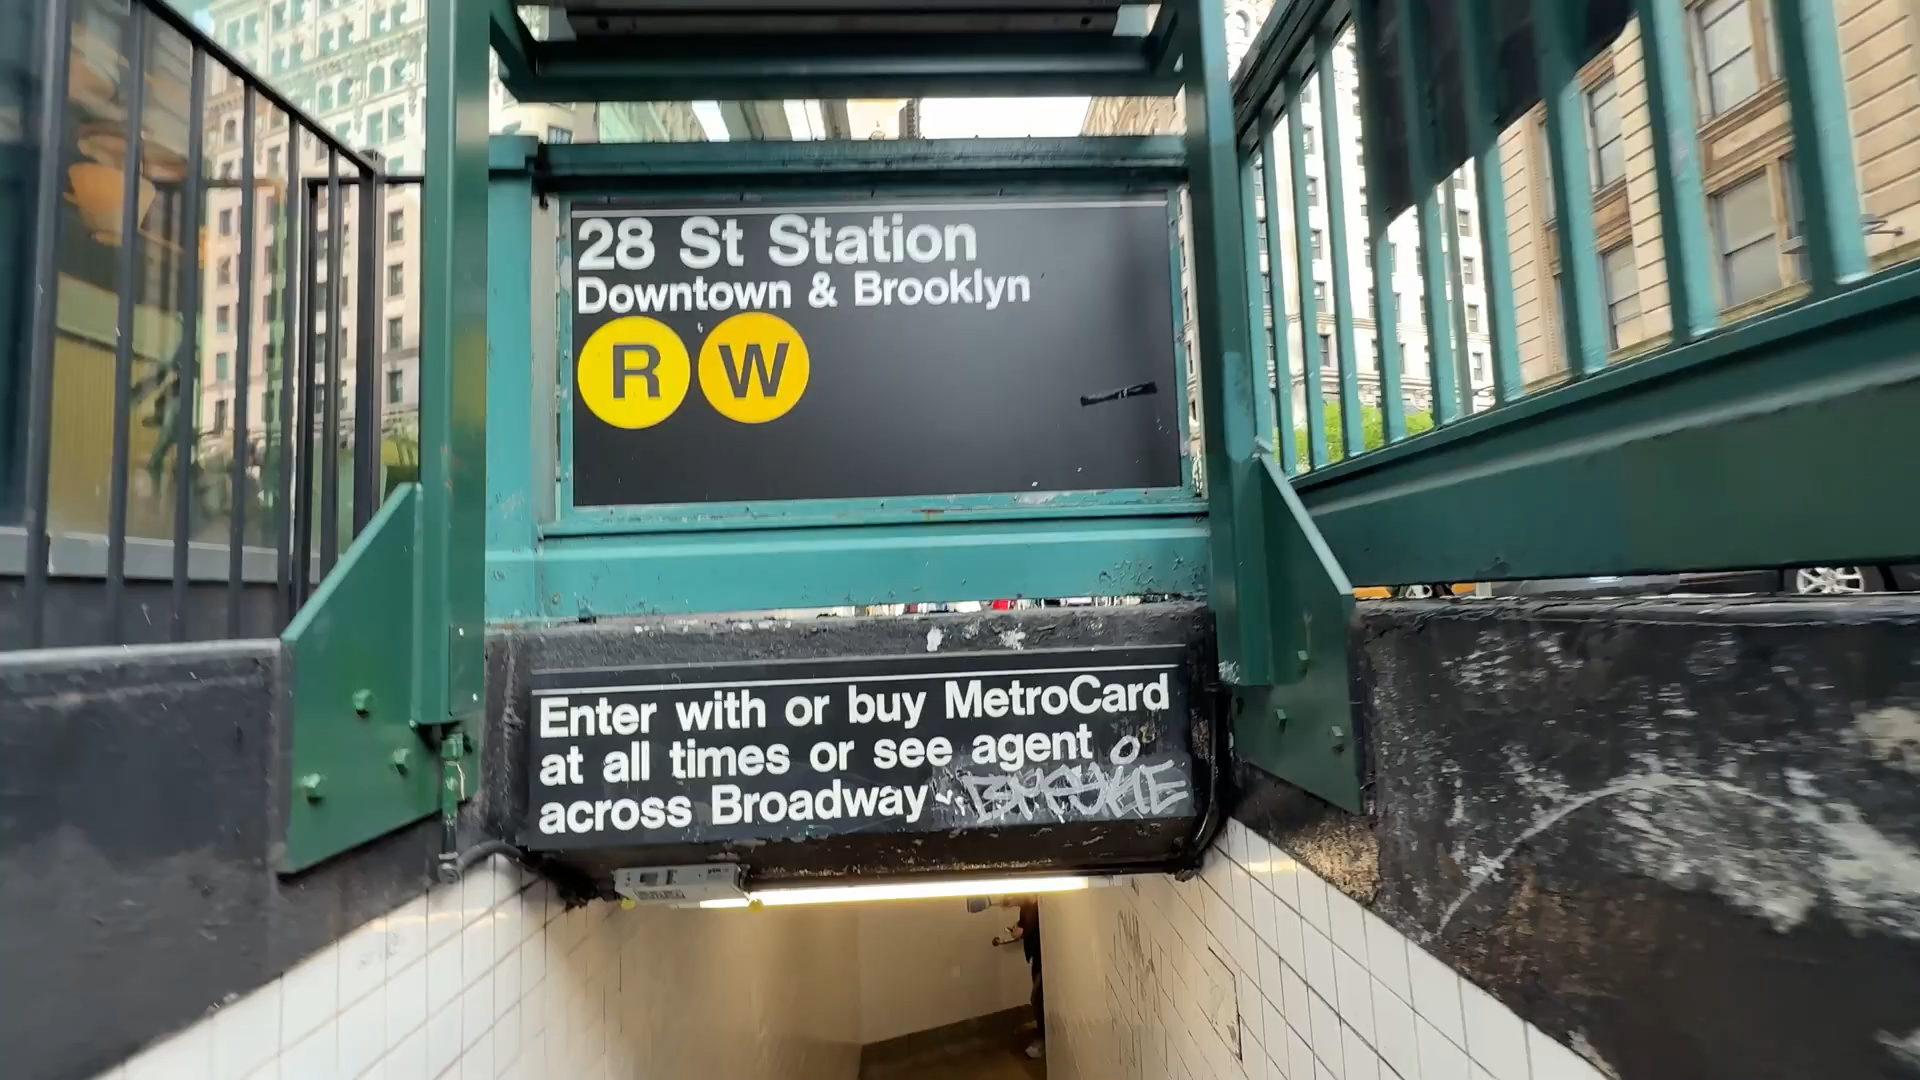 28 St Station
Downtown & Brooklyn
R W
Enter with or buy MetroCard
at all times or see agent
across Broadway